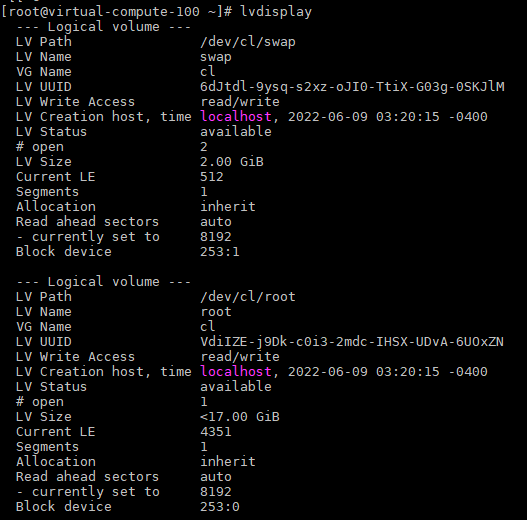 [root@virtual-compute-100 ~]# lvdisplay
--- Logical volume ---
LV Path                /dev/cl/swap
LV Name                swap
VG Name                cl
LV UUID                6dJtdl-9ysq-s2xz-oJI0-TtiX-G03g-0SKJlM
LV Write Access        read/write
LV Creation host, time localhost, 2022-06-09 03:20:15 -0400
LV Status              available
# open                 2
LV Size                2.00 GiB
Current LE             512
Segments               1
Allocation             inherit
Read ahead sectors     auto
- currently set to     8192
Block device           253:1
--- Logical volume ---
LV Path                /dev/cl/root
LV Name                root
VG Name                cl
LV UUID                VdiIZE-j9Dk-c0i3-2mdc-IHSX-UDvA-6UOxZN
LV Write Access        read/write
LV Creation host, time localhost, 2022-06-09 03:20:15 -0400
LV Status              available
# open                 1
LV Size                <17.00 GiB
Current LE             4351
Segments               1
Allocation             inherit
Read ahead sectors     auto
- currently set to     8192
Block device           253:0